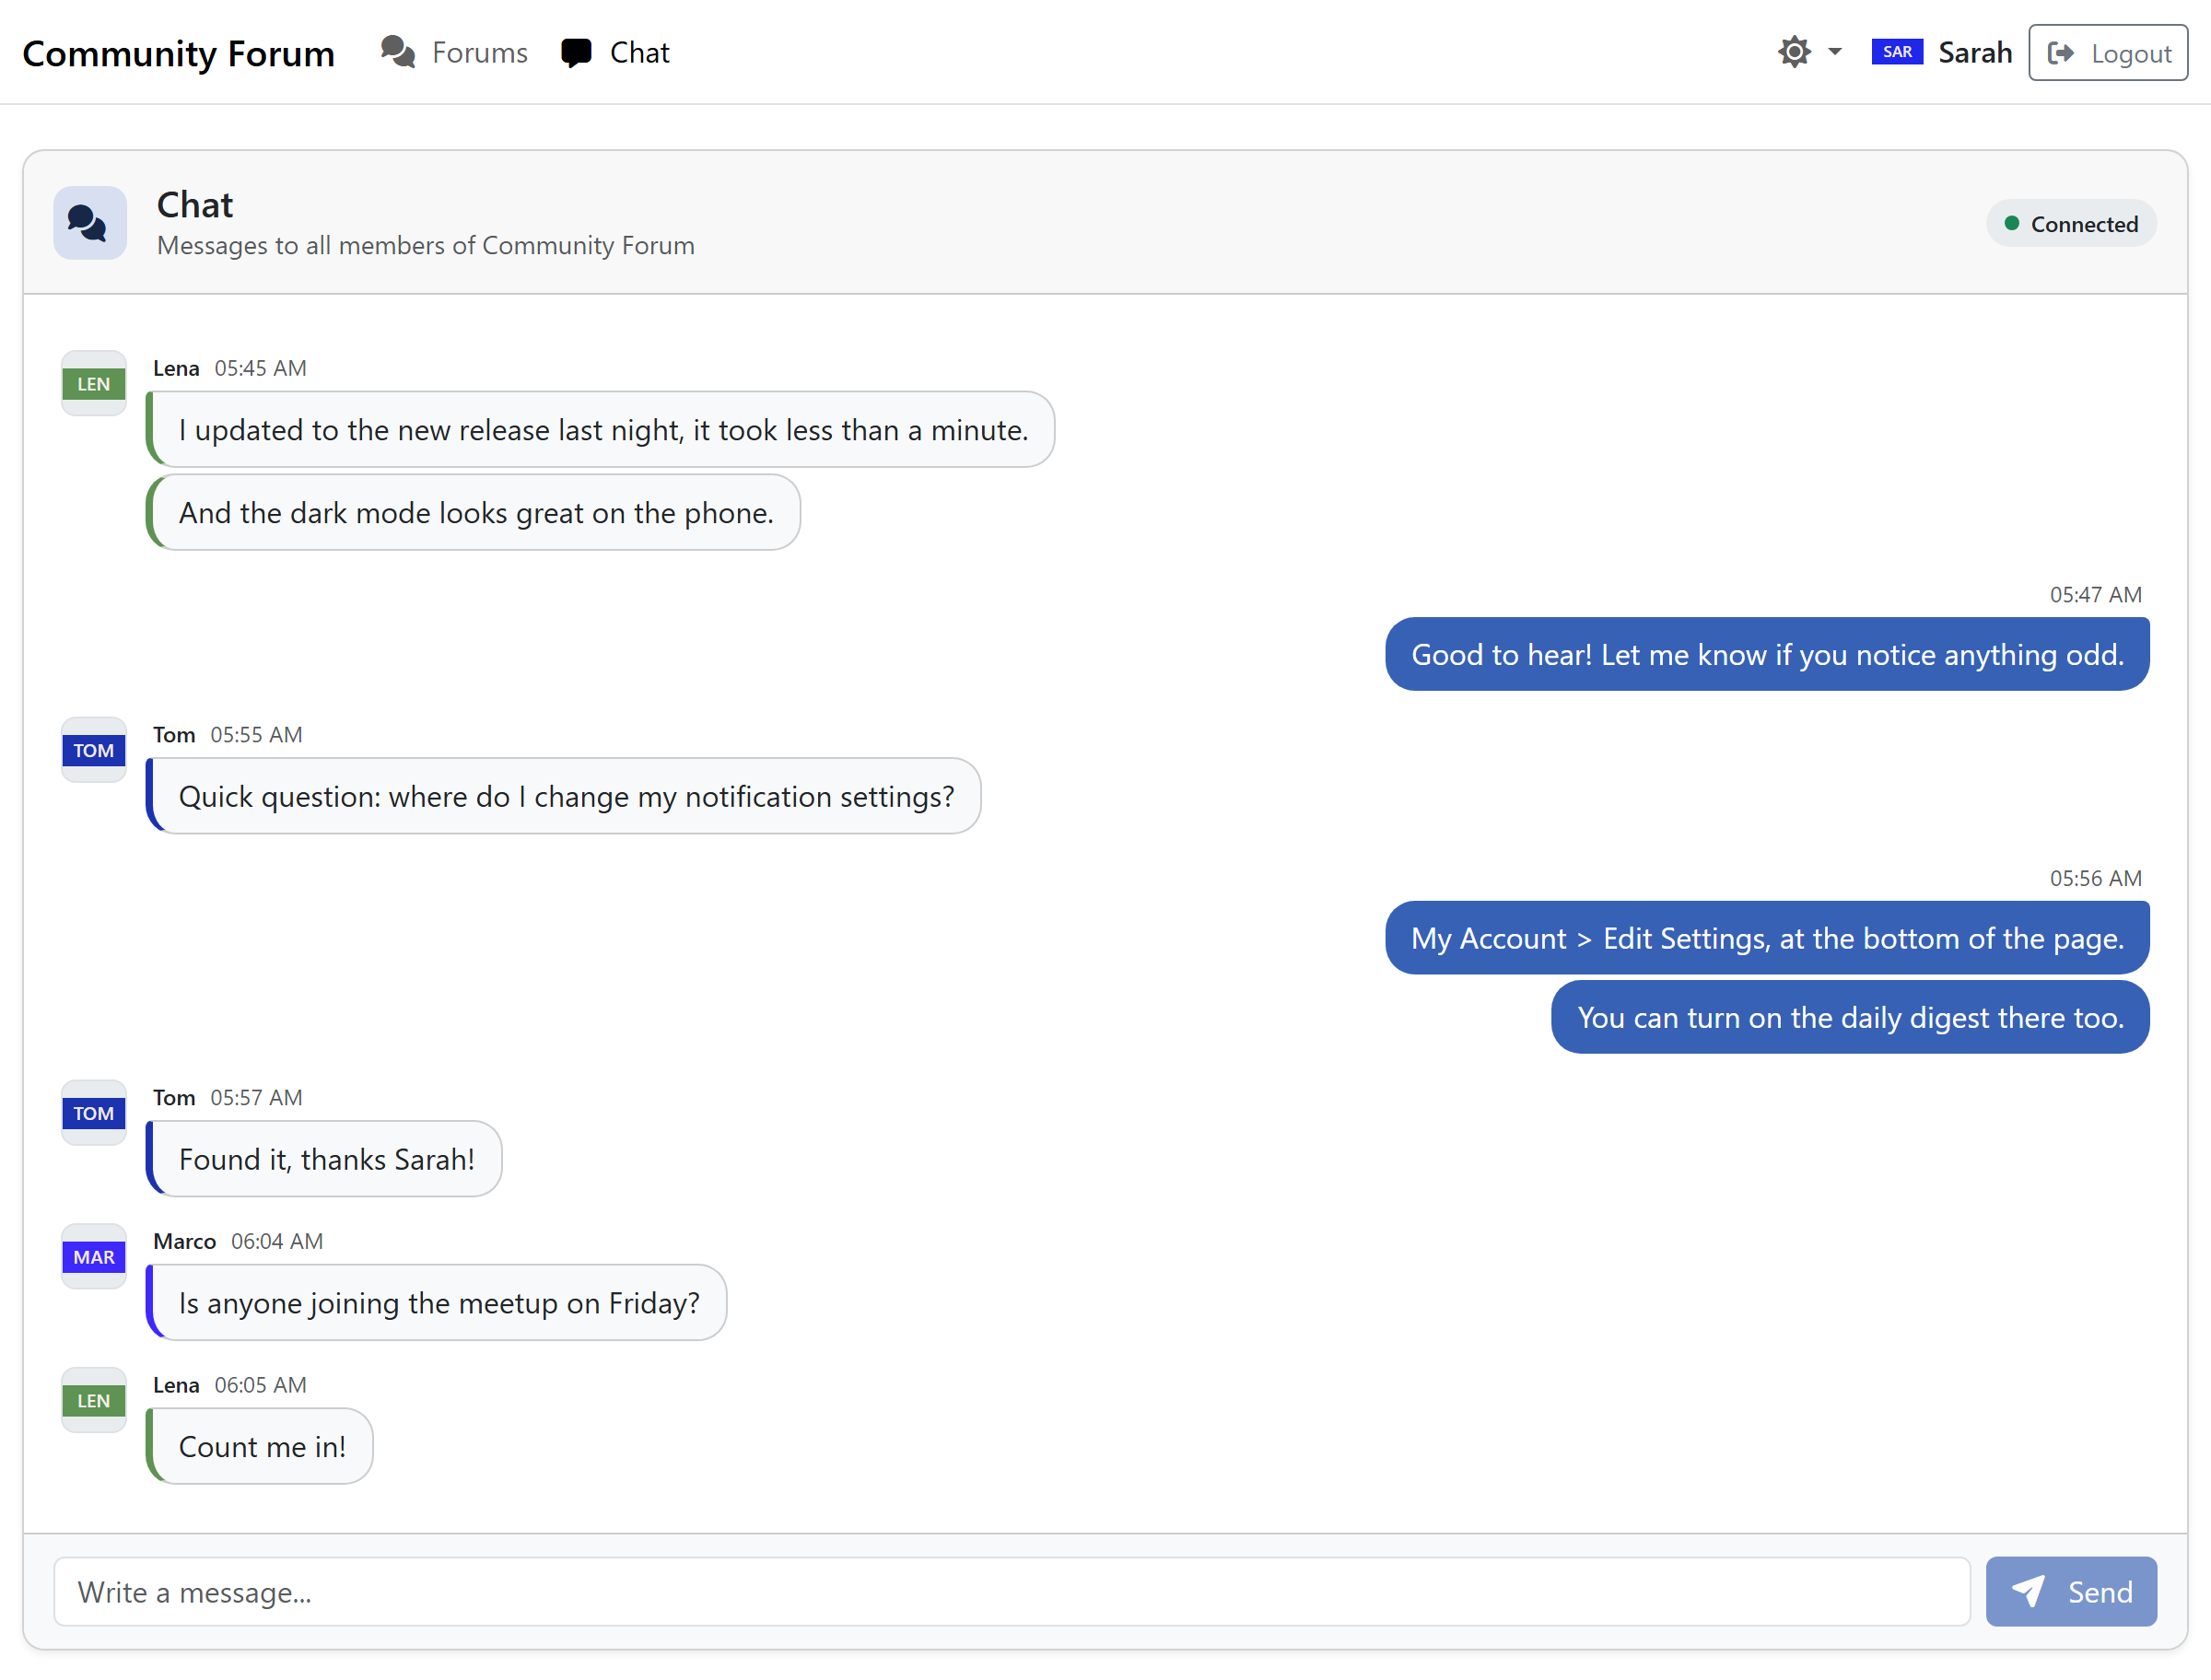 Community Forum Forums Chat SAR Sarah Logout
Chat
Messages to all members of Community Forum
Connected
LEN
Lena 05:45 AM
I updated to the new release last night, it took less than a minute.
And the dark mode looks great on the phone.
05:47 AM
Good to hear! Let me know if you notice anything odd.
TOM
Tom 05:55 AM
Quick question: where do I change my notification settings?
05:56 AM
My Account > Edit Settings, at the bottom of the page.
You can turn on the daily digest there too.
TOM
Tom 05:57 AM
Found it, thanks Sarah!
MAR
Marco 06:04 AM
Is anyone joining the meetup on Friday?
LEN
Lena 06:05 AM
Count me in!
Write a message... Send